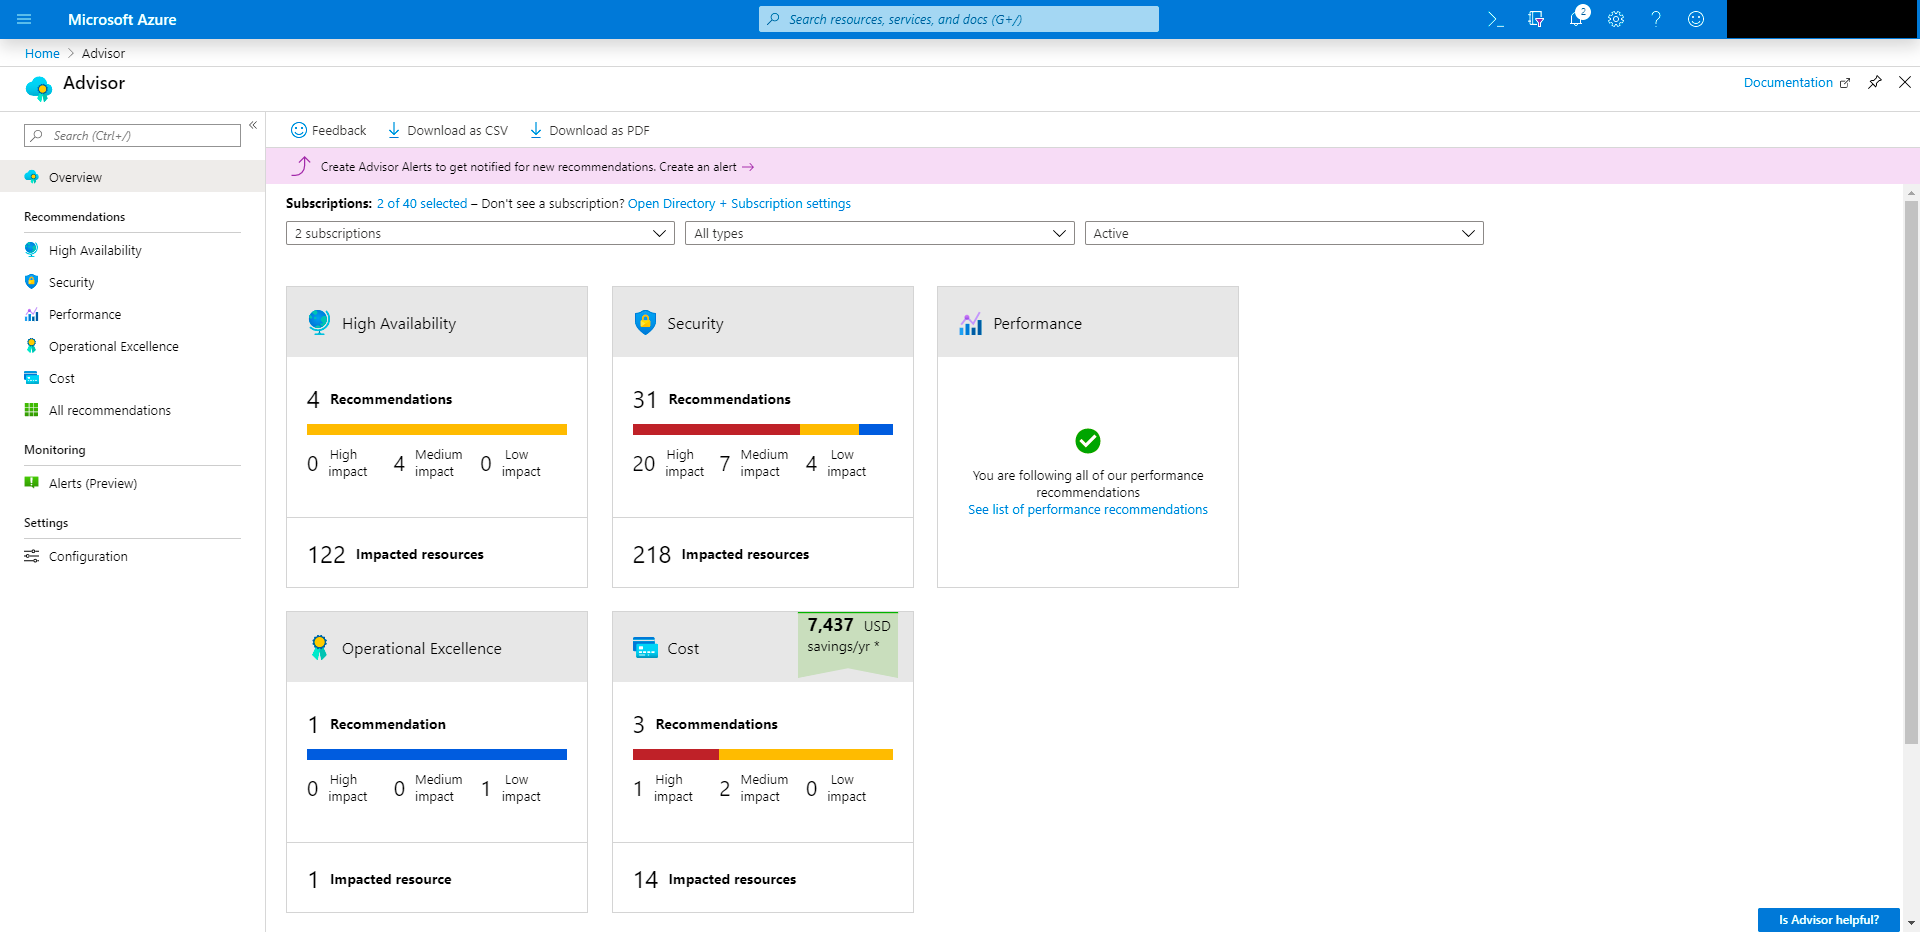 Microsoft Azure
Search resources, services, and docs (G+/)
2
Home > Advisor
Advisor
Documentation
Search (Ctrl+/)
«
Overview
Recommendations
High Availability
Security
Performance
Operational Excellence
Cost
All recommendations
Monitoring
Alerts (Preview)
Settings
Configuration
Feedback
Download as CSV
Download as PDF
Create Advisor Alerts to get notified for new recommendations. Create an alert →
Subscriptions: 2 of 40 selected – Don't see a subscription? Open Directory + Subscription settings
2 subscriptions
All types
Active
High Availability
4 Recommendations
0 High impact
4 Medium impact
0 Low impact
122 Impacted resources
Security
31 Recommendations
20 High impact
7 Medium impact
4 Low impact
218 Impacted resources
Performance
You are following all of our performance
recommendations
See list of performance recommendations
Operational Excellence
1 Recommendation
0 High impact
0 Medium impact
1 Low impact
1 Impacted resource
Cost
7,437 USD
savings/yr *
3 Recommendations
1 High impact
2 Medium impact
0 Low impact
14 Impacted resources
Is Advisor helpful?